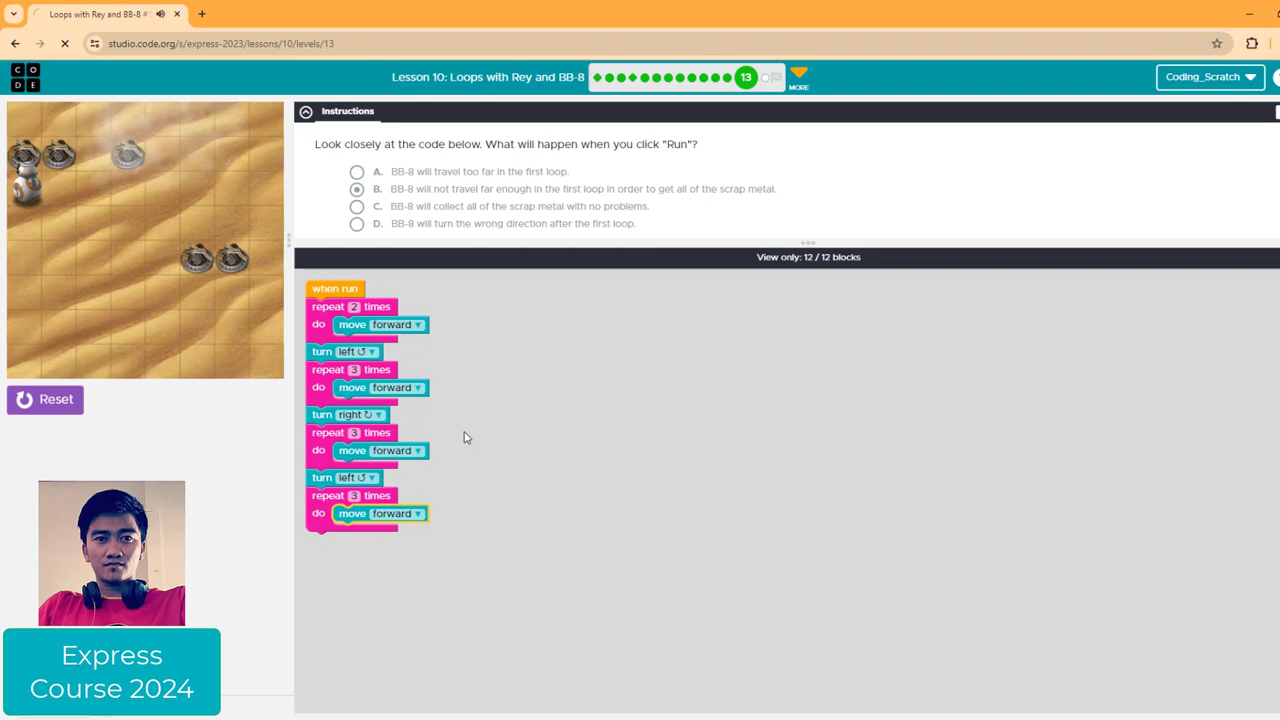 Loops with Rey and BB-8 #1
studio.code.org/s/express-2023/lessons/10/levels/13
C O
D E
Lesson 10: Loops with Rey and BB-8
13
MORE
Coding_Scratch
Instructions
Look closely at the code below. What will happen when you click "Run"?
A. BB-8 will travel too far in the first loop.
B. BB-8 will not travel far enough in the first loop in order to get all of the scrap metal.
C. BB-8 will collect all of the scrap metal with no problems.
D. BB-8 will turn the wrong direction after the first loop.
View only: 12 / 12 blocks
when run
repeat 2 times
do move forward
turn left
repeat 3 times
do move forward
turn right
repeat 3 times
do move forward
turn left
repeat 3 times
do move forward
Reset
Express
Course 2024